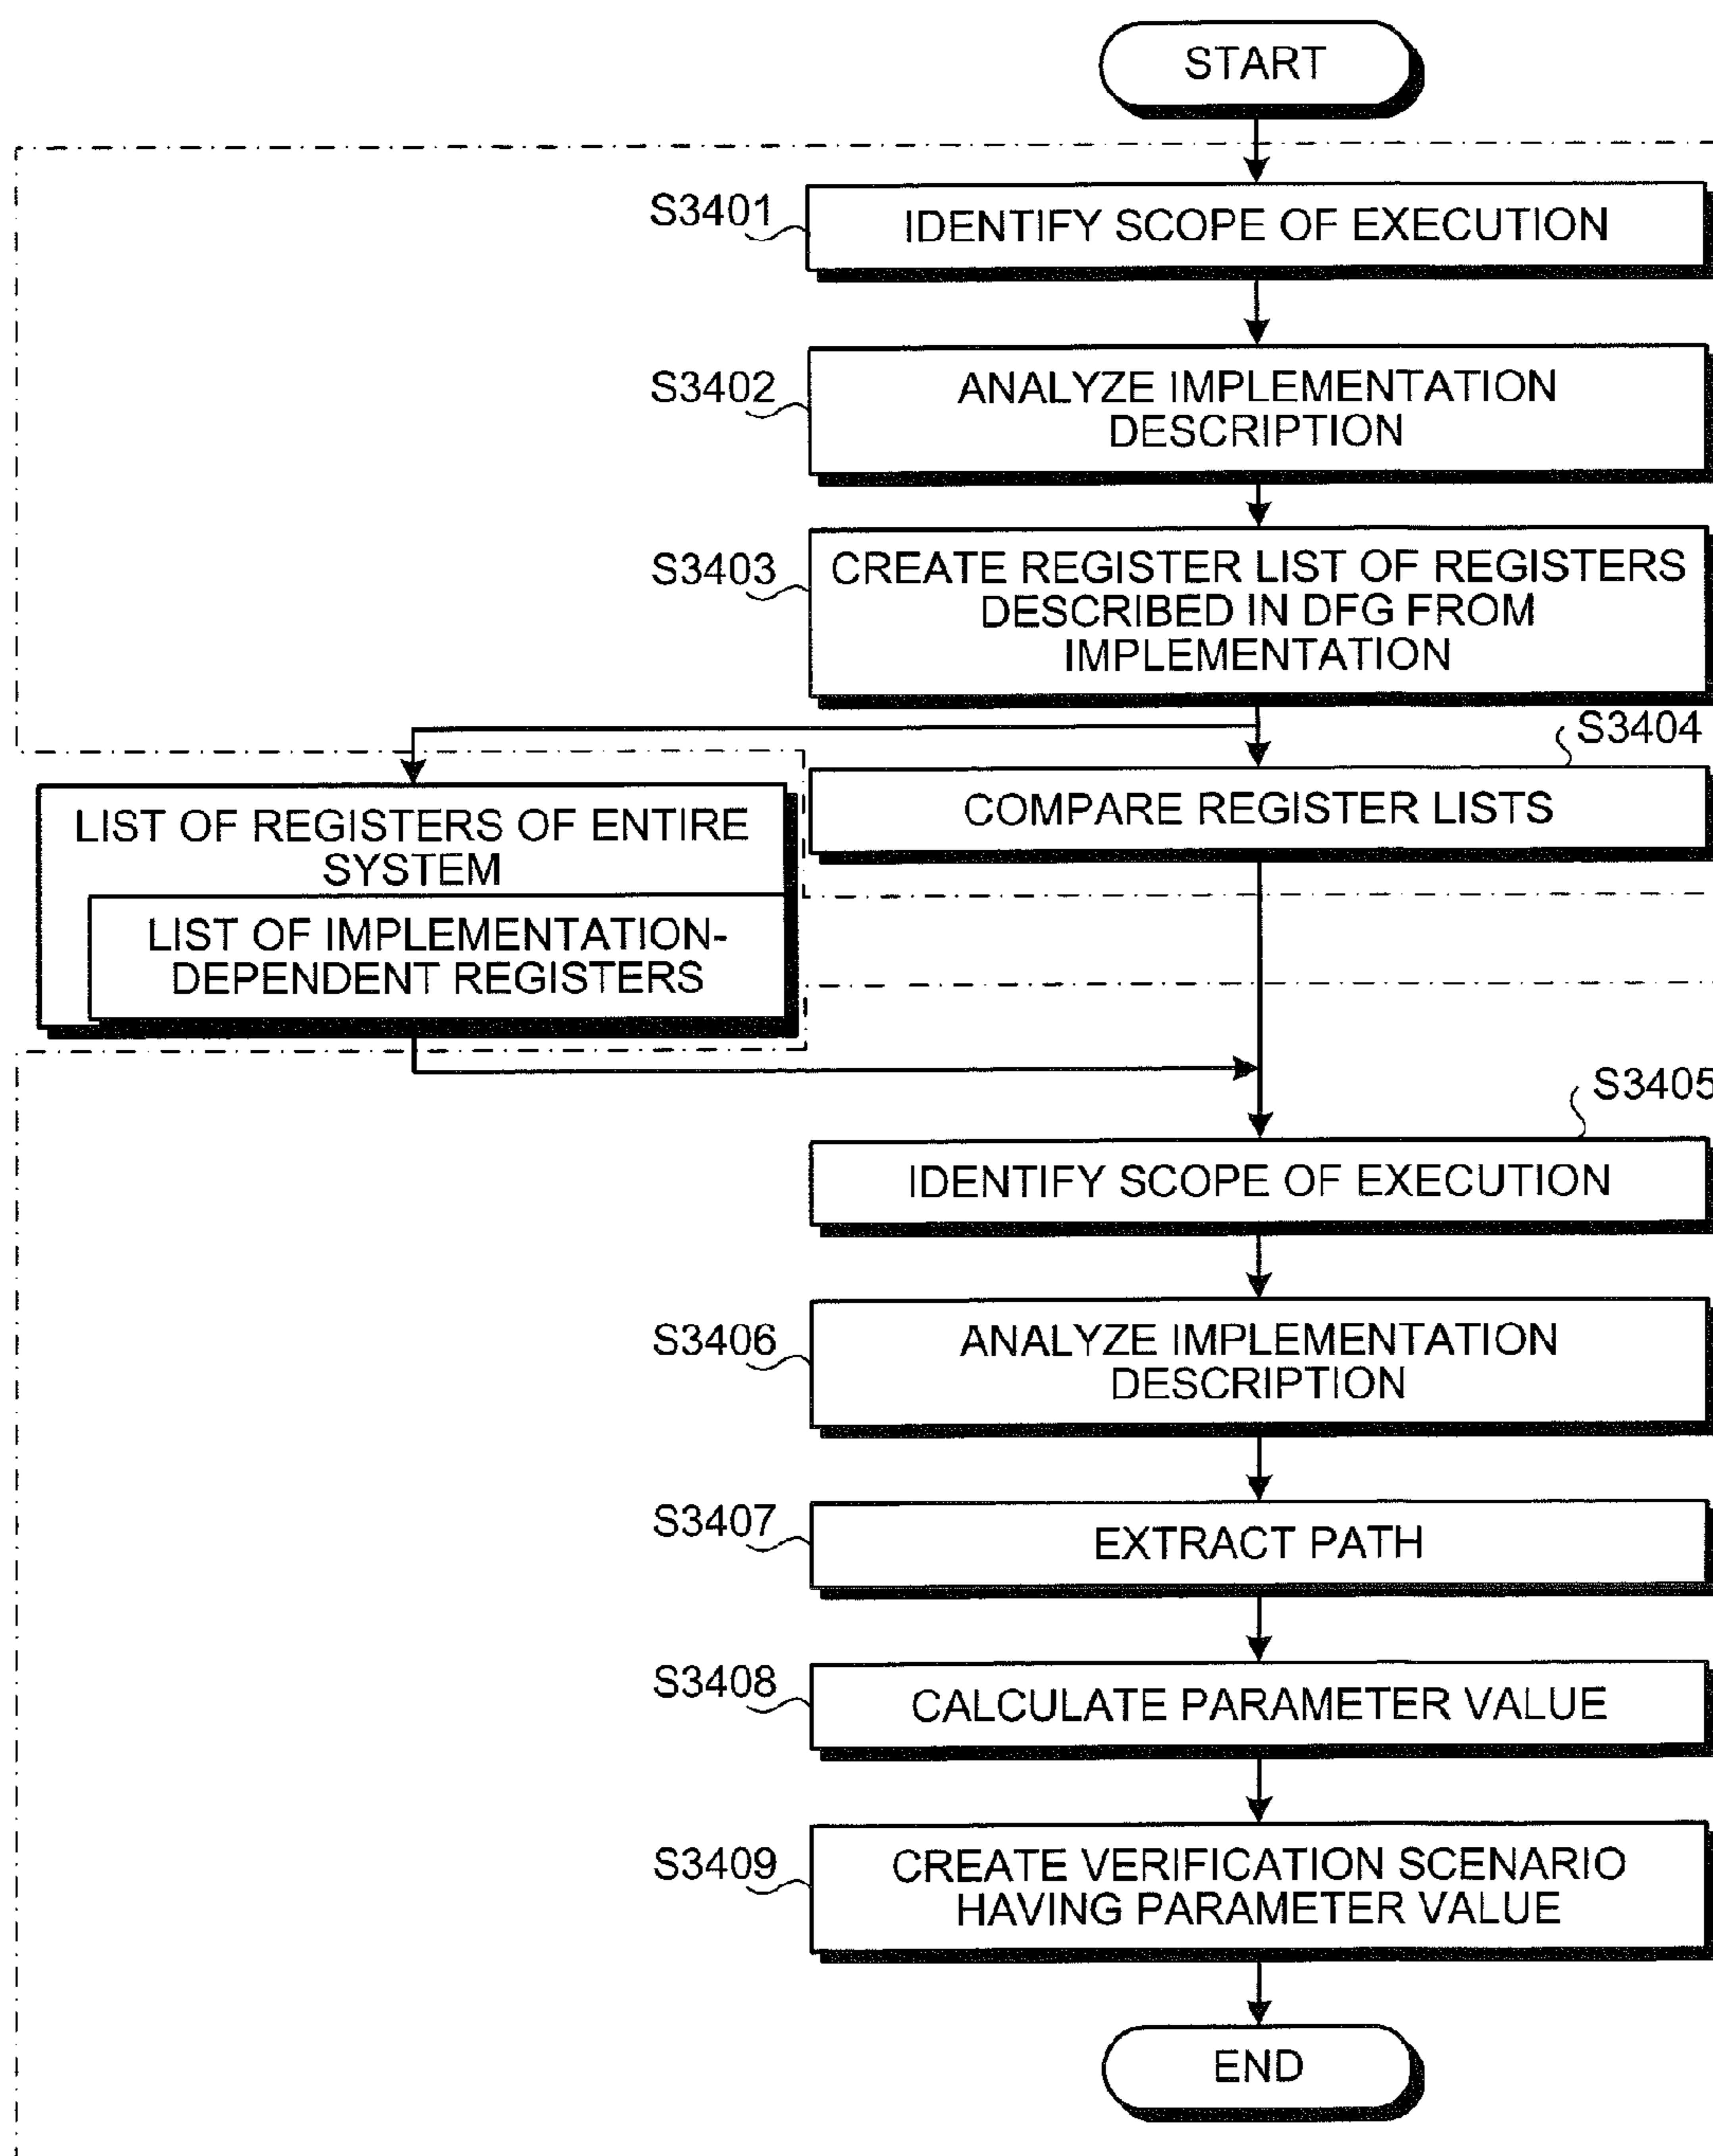 START
S3401
IDENTIFY SCOPE OF EXECUTION
S3402
ANALYZE IMPLEMENTATION
DESCRIPTION
S3403
CREATE REGISTER LIST OF REGISTERS
DESCRIBED IN DFG FROM
IMPLEMENTATION
S3404
COMPARE REGISTER LISTS
LIST OF REGISTERS OF ENTIRE
SYSTEM
LIST OF IMPLEMENTATION-
DEPENDENT REGISTERS
S3405
IDENTIFY SCOPE OF EXECUTION
S3406
ANALYZE IMPLEMENTATION
DESCRIPTION
S3407
EXTRACT PATH
S3408
CALCULATE PARAMETER VALUE
S3409
CREATE VERIFICATION SCENARIO
HAVING PARAMETER VALUE
END